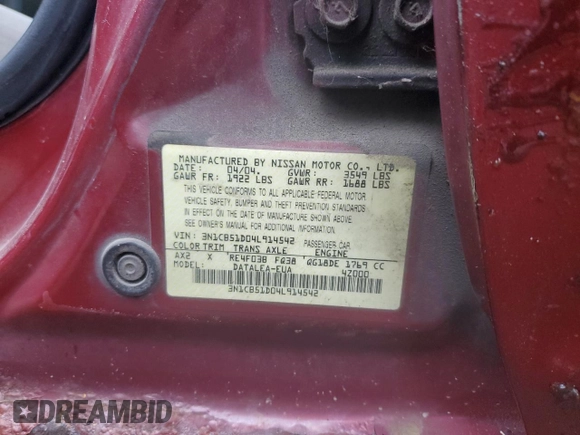 MANUFACTURED BY NISSAN MOTOR CO., LTD.
DATE: 04/04. GVWR: 3549 LBS
GAWR FR: 1922 LBS GAWR RR: 1688 LBS
THIS VEHICLE CONFORMS TO ALL APPLICABLE FEDERAL MOTOR
VEHICLE SAFETY, BUMPER AND THEFT PREVENTION STANDARDS
IN EFFECT ON THE DATE OF MANUFACTURE SHOWN ABOVE.
SEE OWNER'S MANUAL FOR ADDITIONAL INFORMATION.
VIN: 3N1CB51D04L914542 PASSENGER CAR
COLOR TRIM TRANS AXLE ENGINE
AX2 X RE4F03B FQ38 QG18DE 1769 CC
MODEL: DATALEA-EUA 4Z000
3N1CB51D04L914542
DREAMBID